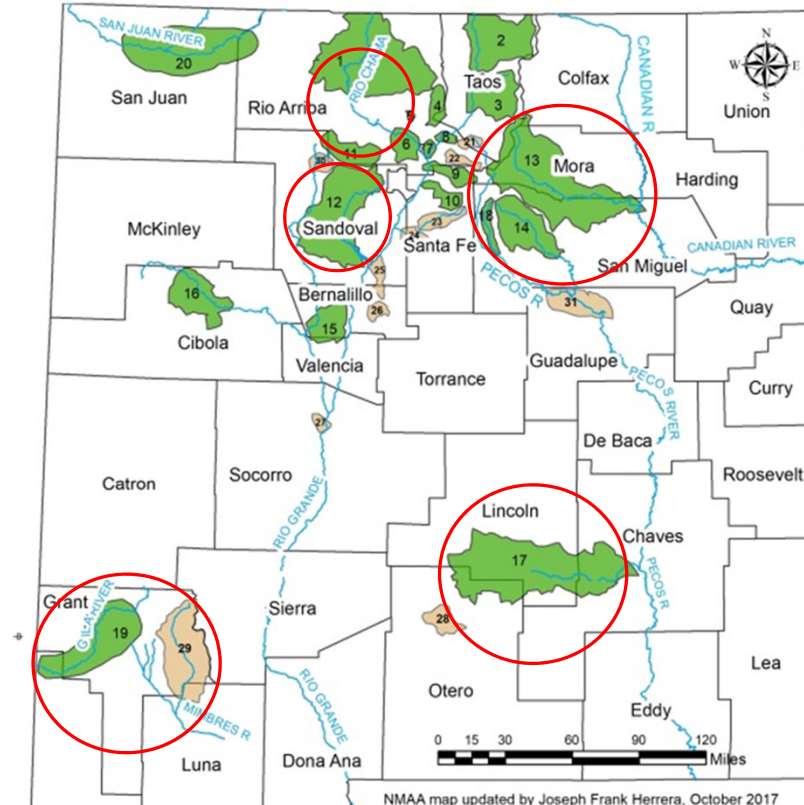 SAN JUAN RIVER
20
San Juan
1
RIO CHAMA
Rio Arriba
2
Taos
3
4
Colfax
CANADIAN R
Union
N
W
E
S
6
7
8
21
22
9
10
11
30
12
Sandoval
13
Mora
14
18
Harding
McKinley
23
24
Santa Fe
San Miguel
CANADIAN RIVER
PECOS R
25
26
Bernalillo
31
16
Cibola
15
Valencia
Quay
Guadalupe
Torrance
PECOS RIVER
Curry
27
De Baca
Catron
Socorro
RIO GRANDE
Roosevelt
Lincoln
17
Chaves
PECOS R
Grant
GILA RIVER
19
29
Sierra
28
Lea
MIMBRES R
RIO GRANDE
Otero
Eddy
Luna
Dona Ana
0 15 30 60 90 120
Miles
NMAA map updated by Joseph Frank Herrera, October 2017